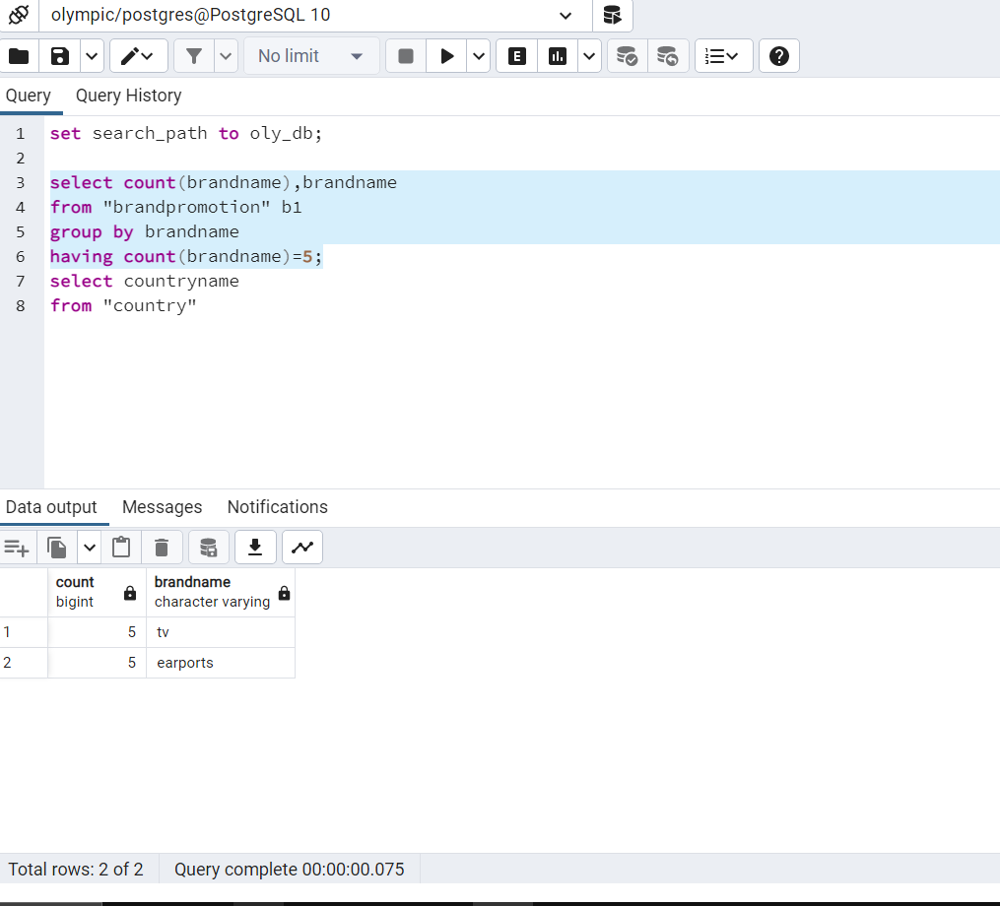 olympic/postgres@PostgreSQL 10
No limit
E
Query Query History
1 set search_path to oly_db;
2
3 select count(brandname),brandname
4 from "brandpromotion" b1
5 group by brandname
6 having count(brandname)=5;
7 select countryname
8 from "country"
Data output Messages Notifications
count brandname
bigint character varying
1 5 tv
2 5 earports
Total rows: 2 of 2 Query complete 00:00:00.075